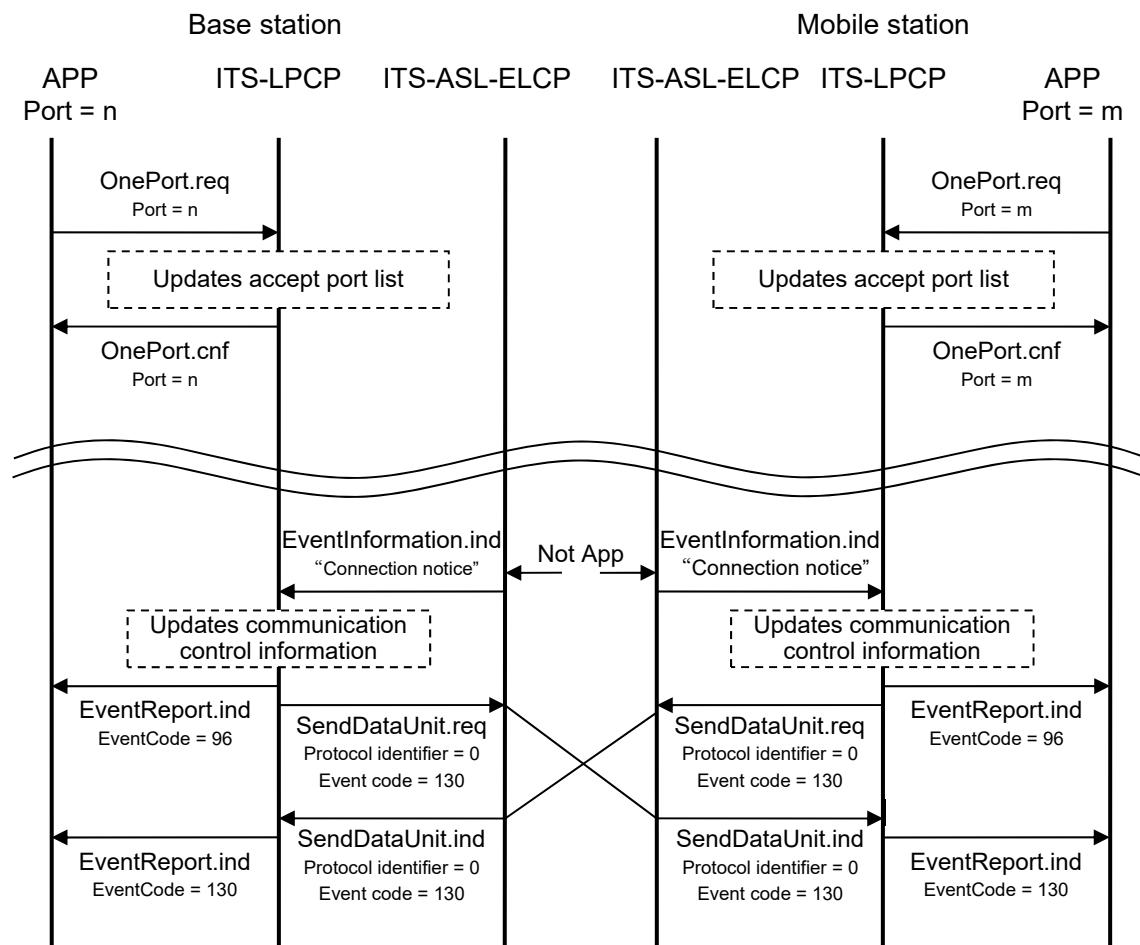 Base station
Mobile station
APP
Port = n
ITS-LPCP
ITS-ASL-ELCP
ITS-ASL-ELCP
ITS-LPCP
APP
Port = m
OnePort.req
Port = n
OnePort.req
Port = m
Updates accept port list
Updates accept port list
OnePort.cnf
Port = n
OnePort.cnf
Port = m
EventInformation.ind
“Connection notice”
Not App
EventInformation.ind
“Connection notice”
Updates communication
control information
Updates communication
control information
EventReport.ind
EventCode = 96
SendDataUnit.req
Protocol identifier = 0
Event code = 130
SendDataUnit.req
Protocol identifier = 0
Event code = 130
EventReport.ind
EventCode = 96
EventReport.ind
EventCode = 130
SendDataUnit.ind
Protocol identifier = 0
Event code = 130
SendDataUnit.ind
Protocol identifier = 0
Event code = 130
EventReport.ind
EventCode = 130